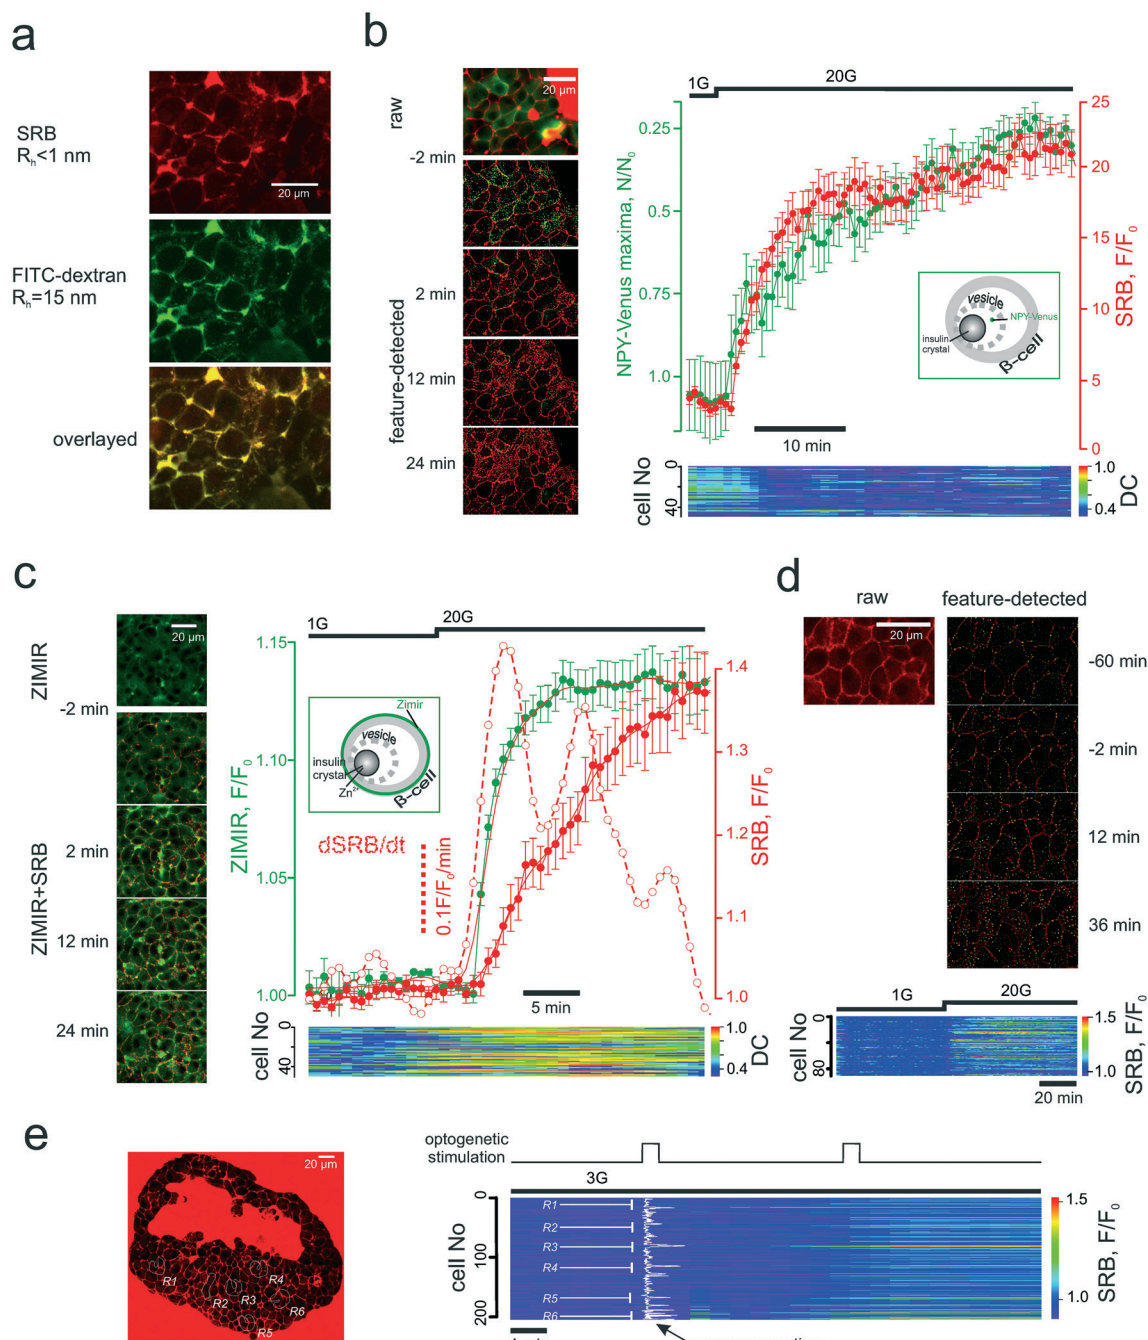 a
SRB
Rh<1 nm
20 µm
FITC-dextran
Rh=15 nm
overlayed
b
raw
20 µm
-2 min
2 min
12 min
24 min
feature-detected
1G
20G
NPY-Venus maxima, N/N0
0.25
0.5
0.75
1.0
25
20
15
10
5
0
SRB, F/F0
vesicle
NPY-Venus
insulin
crystal
β-cell
10 min
cell No
0
40
1.0
0.4
DC
c
ZIMIR
20 µm
-2 min
ZIMIR+SRB
2 min
12 min
24 min
1G
20G
ZIMIR, F/F0
1.15
1.10
1.05
1.00
Zimir
vesicle
insulin
crystal
Zn2+
β-cell
dSRB/dt
0.1F/F0/min
5 min
1.4
1.3
1.2
1.1
1.0
SRB, F/F0
cell No
0
40
1.0
0.4
DC
d
raw
feature-detected
20 µm
-60 min
-2 min
12 min
36 min
1G
20G
cell No
0
80
1.5
1.0
SRB, F/F0
20 min
e
20 µm
R1
R2
R3
R4
R5
R6
optogenetic
stimulation
3G
cell No
0
100
200
R1
R2
R3
R4
R5
R6
1.5
1.0
SRB, F/F0